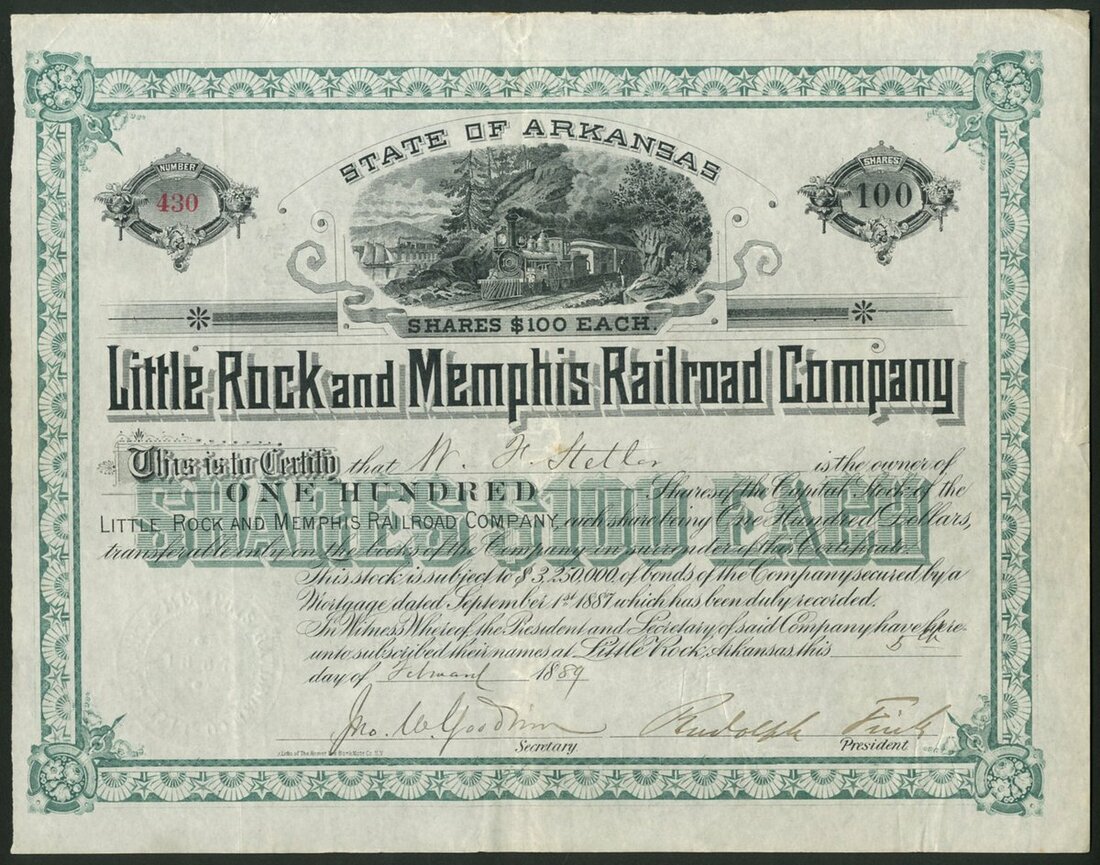 STATE OF ARKANSAS
NUMBER
430
SHARES
100
SHARES $100 EACH.
Little Rock and Memphis Railroad Company
This is to Certify that W. F. Stetler is the owner of
ONE HUNDRED Shares of the Capital Stock of the
LITTLE ROCK AND MEMPHIS RAILROAD COMPANY, each share being One Hundred Dollars,
SHARES $100 EACH
transferable only on the books of the Company in surrender of this Certificate.
This stock is subject to $3,250,000, of bonds of the Company secured by a
Mortgage dated September 1st 1887 which has been duly recorded.
In Witness Whereof the President and Secretary of said Company have here-
unto subscribed their names at Little Rock, Arkansas, this 5th
day of February 1889
Jno. W. Goodwin Rudolph Fink
Secretary. President.